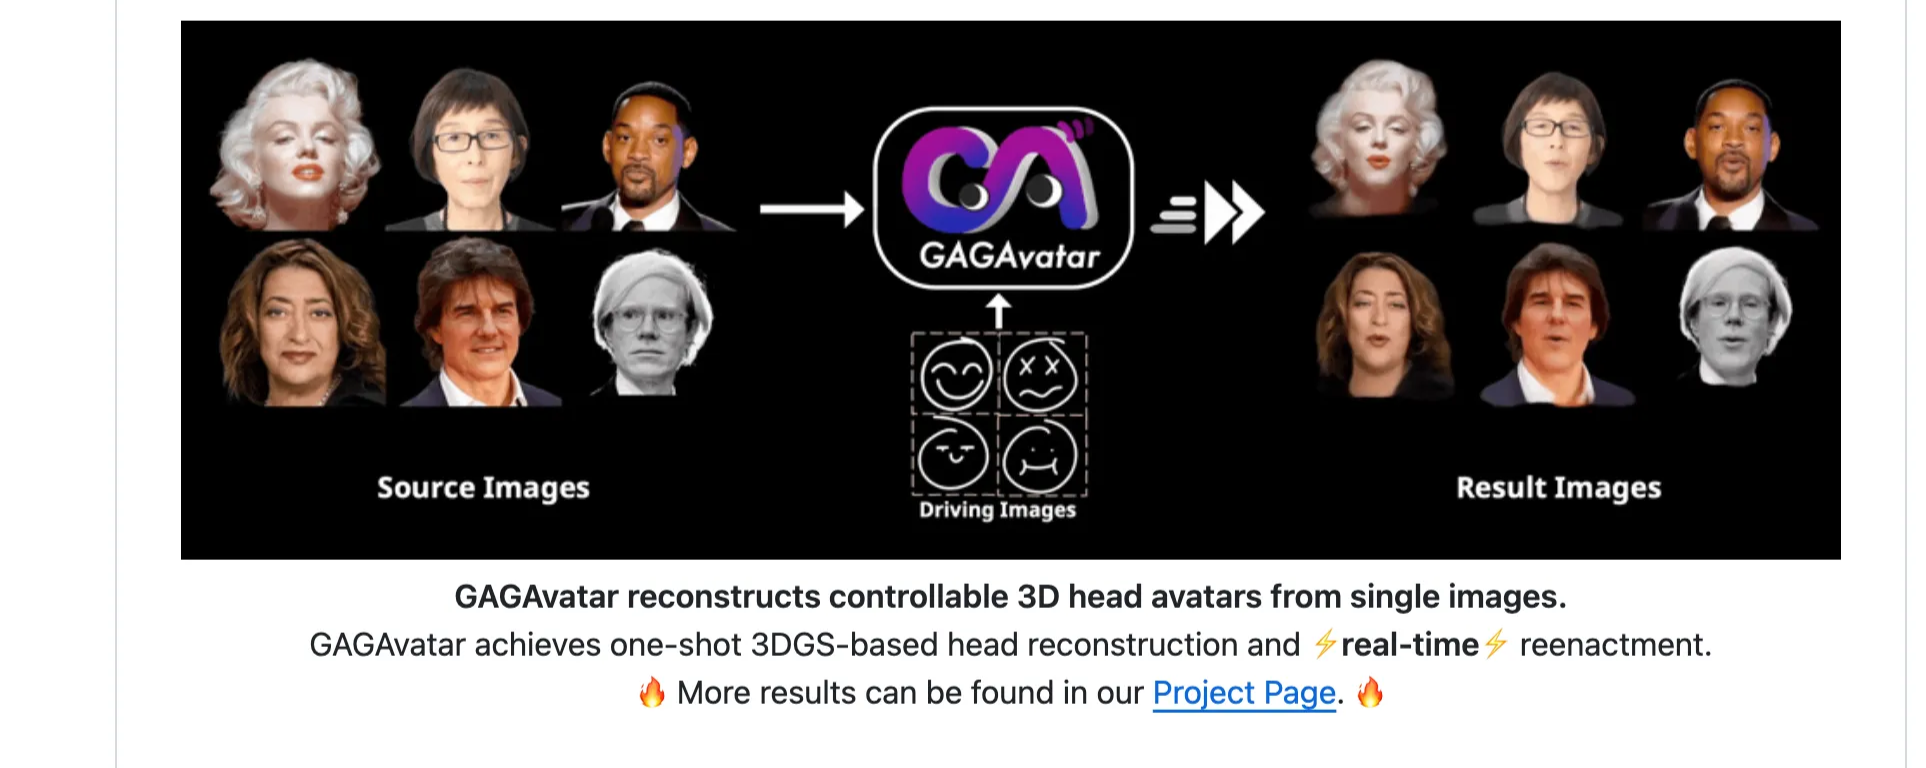 GAGAvatar
Source Images
Driving Images
Result Images
GAGAvatar reconstructs controllable 3D head avatars from single images.
GAGAvatar achieves one-shot 3DGS-based head reconstruction and ⚡real-time⚡ reenactment.
🔥 More results can be found in our Project Page. 🔥